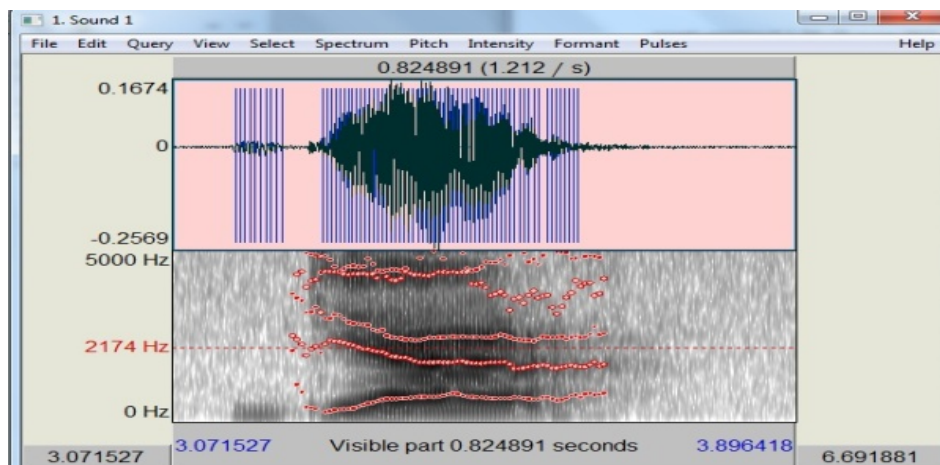 1. Sound 1
File Edit Query View Select Spectrum Pitch Intensity Formant Pulses Help
0.824891 (1.212 / s)
0.1674
0
-0.2569
5000 Hz
2174 Hz
0 Hz
3.071527 Visible part 0.824891 seconds 3.896418
3.071527 6.691881